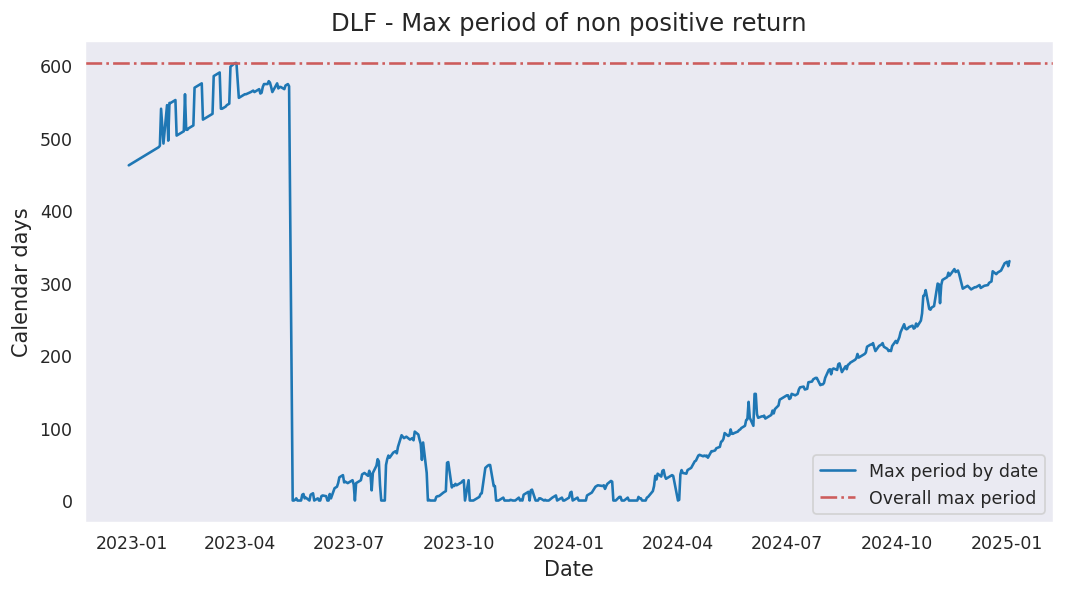 DLF - Max period of non positive return
Calendar days
600
500
400
300
200
100
0
2023-01 2023-04 2023-07 2023-10 2024-01 2024-04 2024-07 2024-10 2025-01
Date
Max period by date
Overall max period